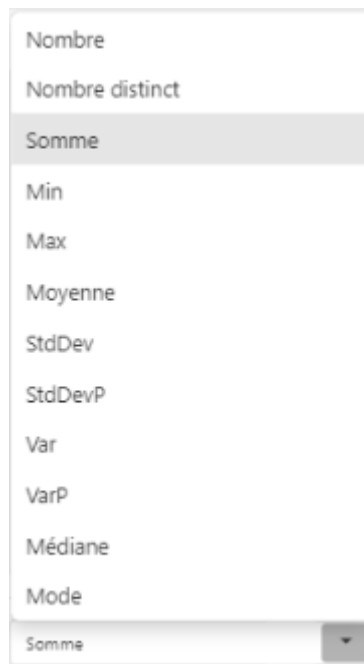 Nombre
Nombre distinct
Somme
Min
Max
Moyenne
StdDev
StdDevP
Var
VarP
Médiane
Mode
Somme